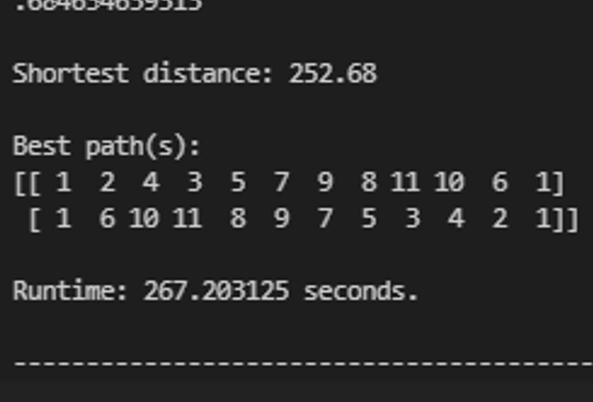 .684654659515
Shortest distance: 252.68
Best path(s):
[[ 1  2  4  3  5  7  9  8 11 10  6  1]
 [ 1  6 10 11  8  9  7  5  3  4  2  1]]
Runtime: 267.203125 seconds.
-----------------------------------------